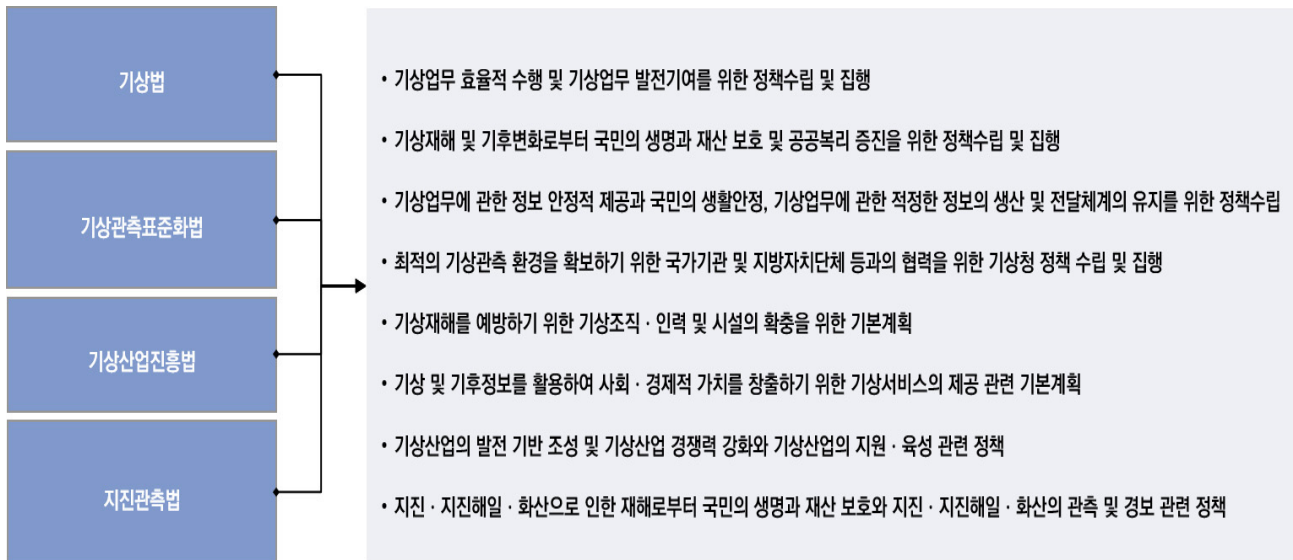 기상법
기상관측표준화법
기상산업진흥법
지진관측법
• 기상업무 효율적 수행 및 기상업무 발전기여를 위한 정책수립 및 집행
• 기상재해 및 기후변화로부터 국민의 생명과 재산 보호 및 공공복리 증진을 위한 정책수립 및 집행
• 기상업무에 관한 정보 안정적 제공과 국민의 생활안정, 기상업무에 관한 적정한 정보의 생산 및 전달체계의 유지를 위한 정책수립
• 최적의 기상관측 환경을 확보하기 위한 국가기관 및 지방자치단체 등과의 협력을 위한 기상청 정책 수립 및 집행
• 기상재해를 예방하기 위한 기상조직 · 인력 및 시설의 확충을 위한 기본계획
• 기상 및 기후정보를 활용하여 사회 · 경제적 가치를 창출하기 위한 기상서비스의 제공 관련 기본계획
• 기상산업의 발전 기반 조성 및 기상산업 경쟁력 강화와 기상산업의 지원 · 육성 관련 정책
• 지진 · 지진해일 · 화산으로 인한 재해로부터 국민의 생명과 재산 보호와 지진 · 지진해일 · 화산의 관측 및 경보 관련 정책